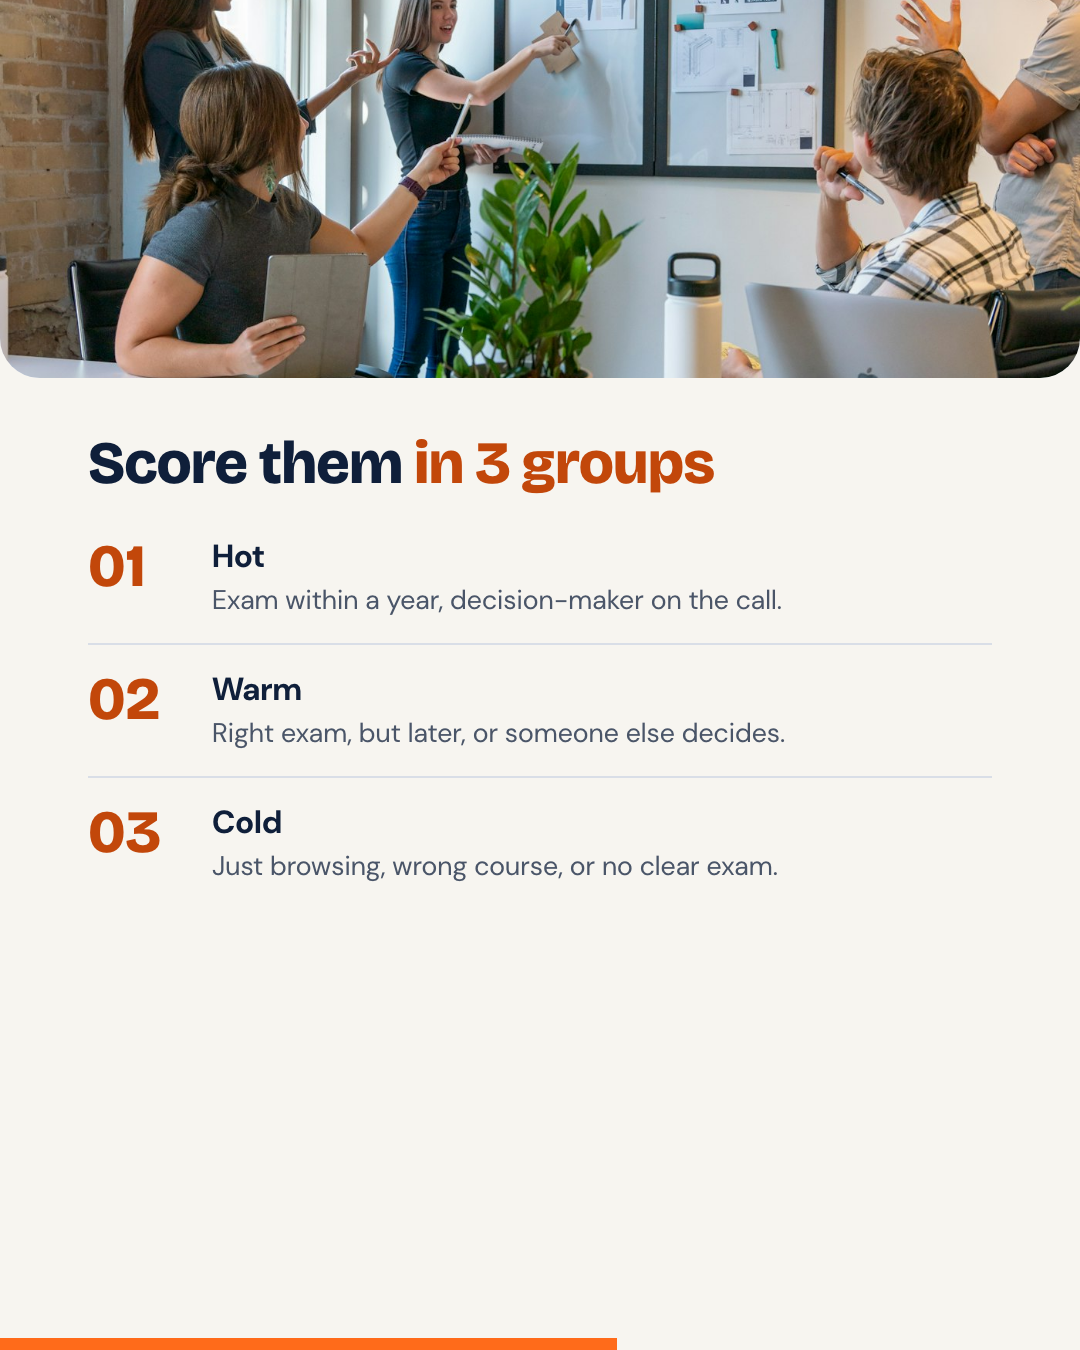 Score them in 3 groups
01
Hot
Exam within a year, decision-maker on the call.
02
Warm
Right exam, but later, or someone else decides.
03
Cold
Just browsing, wrong course, or no clear exam.